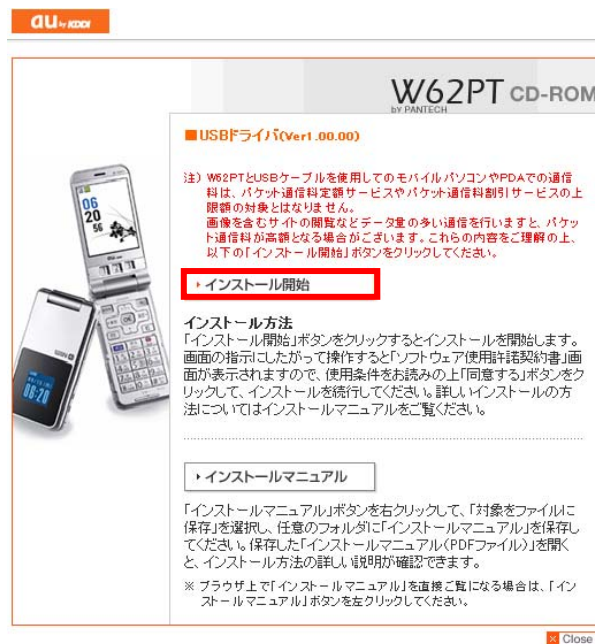 au by KDDI
W62PT CD-ROM
by PANTECH
■USBドライバ(Ver1.00.00)
注) W62PTとUSBケーブルを使用してのモバイルパソコンやPDAでの通信
料は、パケット通信料定額サービスやパケット通信料割引サービスの上
限額の対象とはなりません。
画像を含むサイトの閲覧などデータ量の多い通信を行いますと、パケッ
ト通信料が高額となる場合がございます。これらの内容をご理解の上、
以下の「インストール開始」ボタンをクリックしてください。
インストール開始
インストール方法
「インストール開始」ボタンをクリックするとインストールを開始します。
画面の指示にしたがって操作すると「ソフトウェア使用許諾契約書」画
面が表示されますので、使用条件をお読みの上「同意する」ボタンをク
リックして、インストールを続行してください。詳しいインストールの方
法についてはインストールマニュアルをご覧ください。
インストールマニュアル
「インストールマニュアル」ボタンを右クリックして、「対象をファイルに
保存」を選択し、任意のフォルダに「インストールマニュアル」を保存し
てください。保存した「インストールマニュアル(PDFファイル)」を開く
と、インストール方法の詳しい説明が確認できます。
※ ブラウザ上で「インストールマニュアル」を直接ご覧になる場合は、「イン
ストールマニュアル」ボタンを左クリックしてください。
06
20
56
08:20
× Close